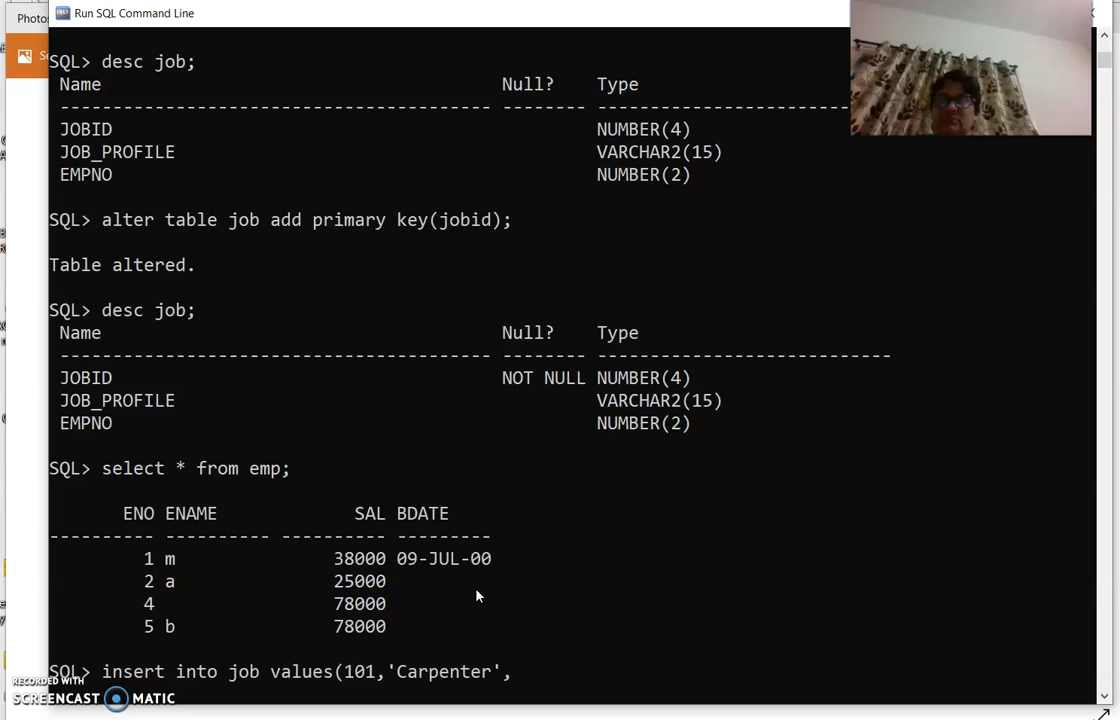 Photos
Run SQL Command Line
SQL> desc job;
Name Null? Type
----------------------------------------- -------- ----------------------------
JOBID NUMBER(4)
JOB_PROFILE VARCHAR2(15)
EMPNO NUMBER(2)
SQL> alter table job add primary key(jobid);
Table altered.
SQL> desc job;
Name Null? Type
----------------------------------------- -------- ----------------------------
JOBID NOT NULL NUMBER(4)
JOB_PROFILE VARCHAR2(15)
EMPNO NUMBER(2)
SQL> select * from emp;
ENO ENAME SAL BDATE
---------- ---------- ---------- ---------
1 m 38000 09-JUL-00
2 a 25000
4 78000
5 b 78000
SQL> insert into job values(101,'Carpenter',
RECORDED WITH
SCREENCAST MATIC